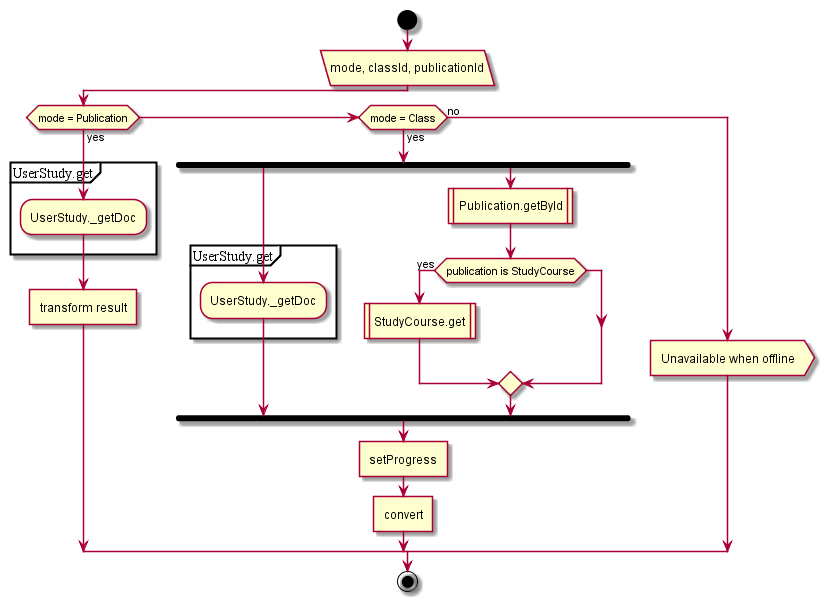 mode, classId, publicationId
mode = Publication
mode = Class
no
yes
yes
UserStudy.get
UserStudy._getDoc
transform result
UserStudy.get
UserStudy._getDoc
Publication.getById
publication is StudyCourse
yes
StudyCourse.get
Unavailable when offline
setProgress
convert